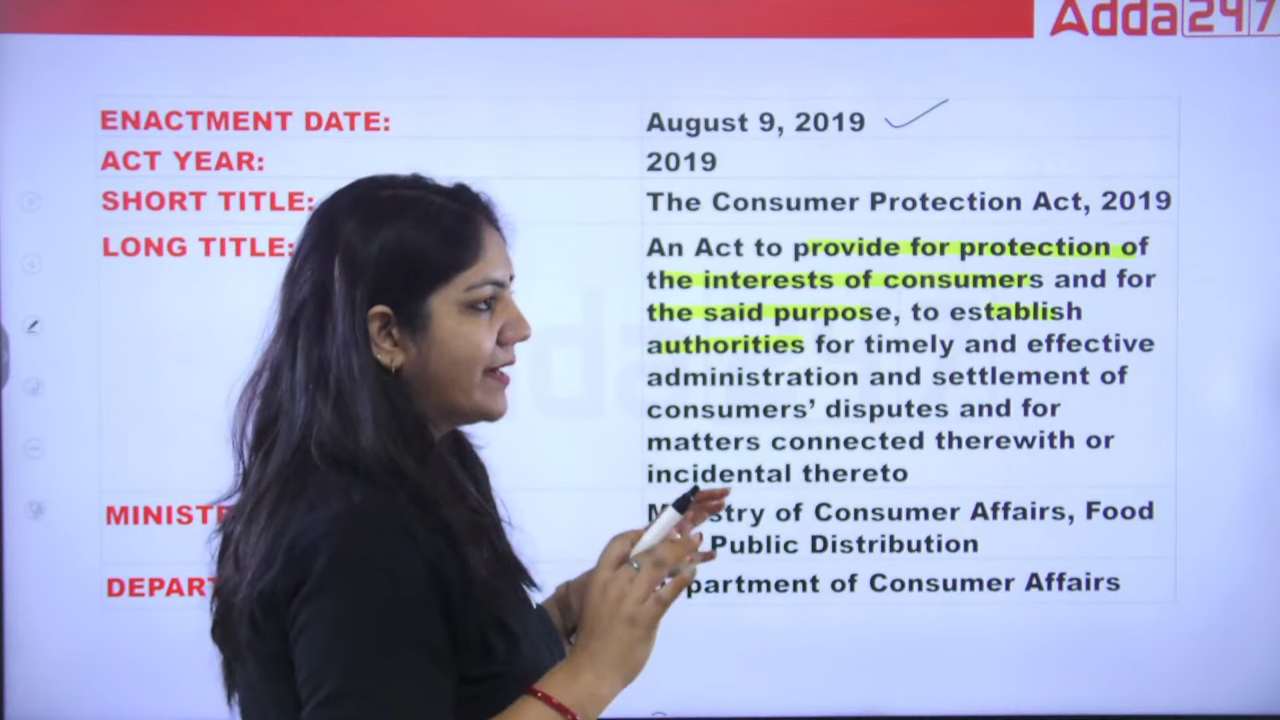 Adda 247
ENACTMENT DATE: August 9, 2019
ACT YEAR: 2019
SHORT TITLE: The Consumer Protection Act, 2019
LONG TITLE: An Act to provide for protection of
the interests of consumers and for
the said purpose, to establish
authorities for timely and effective
administration and settlement of
consumers' disputes and for
matters connected therewith or
incidental thereto
of Consumer Affairs, Food
Public Distribution
of Consumer Affairs